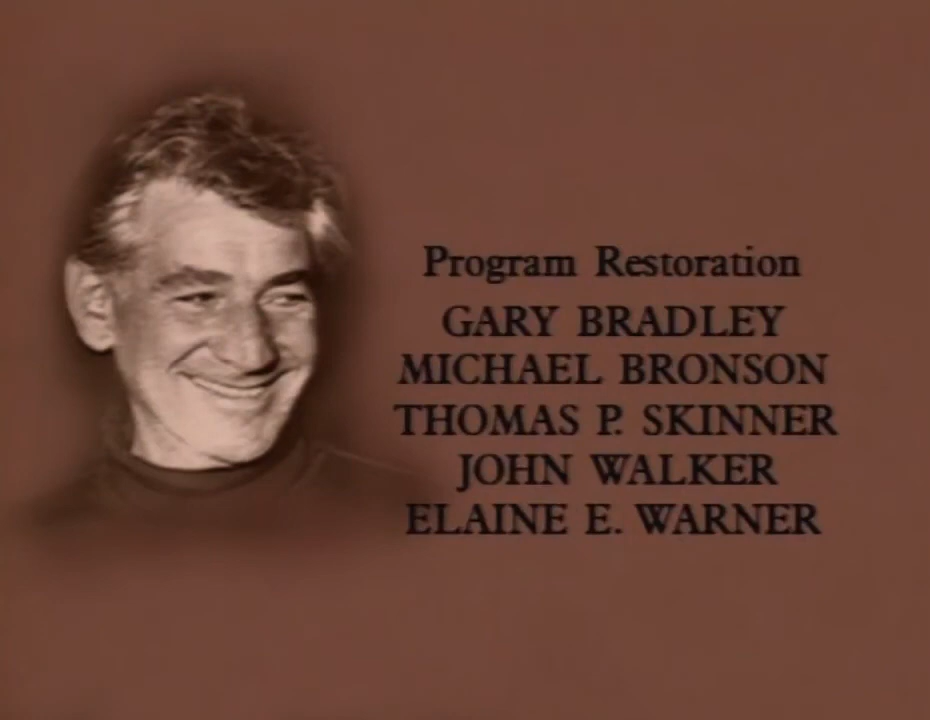 Program Restoration
GARY BRADLEY
MICHAEL BRONSON
THOMAS P. SKINNER
JOHN WALKER
ELAINE E. WARNER